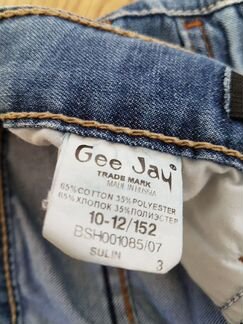 Gee Jay
TRADE MARK
MADE IN RUSSIA
65%COTTON 35%POLYESTER
65%ХЛОПОК 35%ПОЛИЭСТЕР
10-12/152
BSH001085/07
SULIN
3